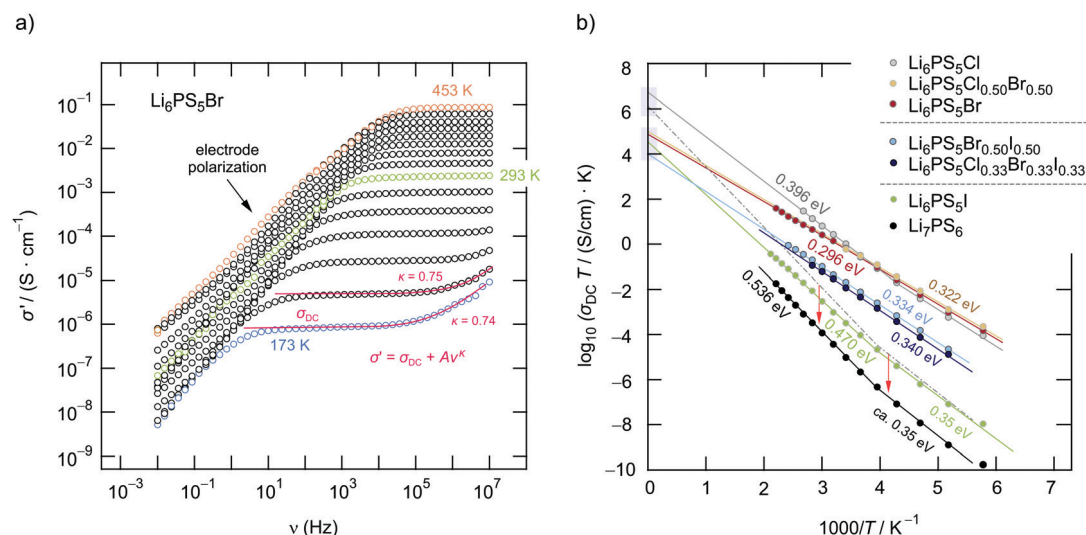 a)
Li₆PS₅Br
453 K
electrode
polarization
293 K
κ = 0.75
σDC
κ = 0.74
173 K
σ' = σDC + Aνᴷ
σ' / (S · cm⁻¹)
10⁻¹
10⁻²
10⁻³
10⁻⁴
10⁻⁵
10⁻⁶
10⁻⁷
10⁻⁸
10⁻⁹
10⁻³ 10⁻¹ 10¹ 10³ 10⁵ 10⁷
ν (Hz)
b)
Li₆PS₅Cl
Li₆PS₅Cl₀.₅₀Br₀.₅₀
Li₆PS₅Br
Li₆PS₅Br₀.₅₀I₀.₅₀
Li₆PS₅Cl₀.₃₃Br₀.₃₃I₀.₃₃
Li₆PS₅I
Li₇PS₆
log₁₀ (σDC T / (S/cm) · K)
8
6
4
2
0
-2
-4
-6
-8
−10
0.396 eV
0.296 eV
0.322 eV
0.334 eV
0.340 eV
0.536 eV
0.470 eV
0.35 eV
ca. 0.35 eV
0 1 2 3 4 5 6 7
1000/T / K⁻¹